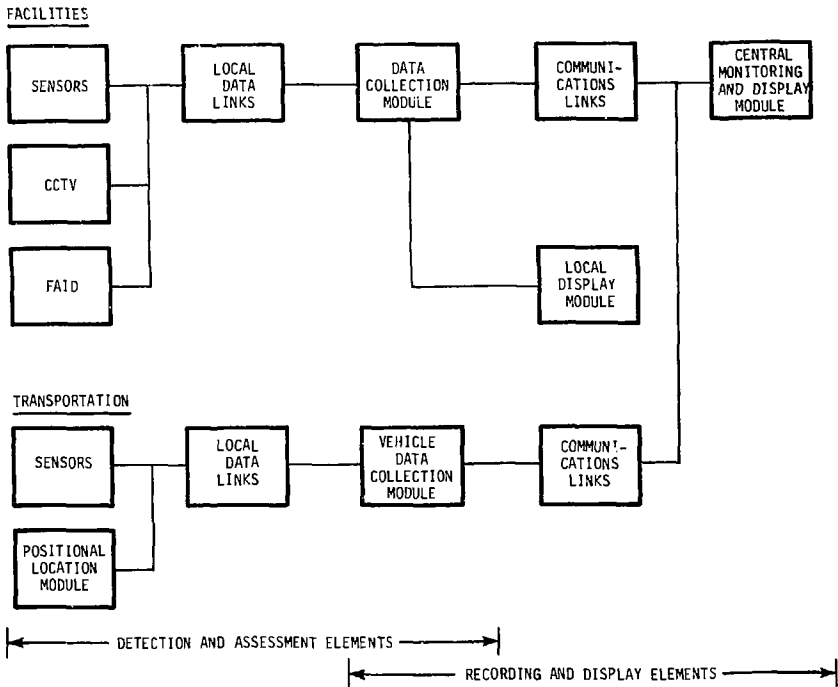 FACILITIES
SENSORS
LOCAL
DATA
LINKS
DATA
COLLECTION
MODULE
COMMUNI-
CATIONS
LINKS
CENTRAL
MONITORING
AND DISPLAY
MODULE
CCTV
FAID
LOCAL
DISPLAY
MODULE
TRANSPORTATION
SENSORS
LOCAL
DATA
LINKS
VEHICLE
DATA
COLLECTION
MODULE
COMMUNI-
CATIONS
LINKS
POSITIONAL
LOCATION
MODULE
DETECTION AND ASSESSMENT ELEMENTS
RECORDING AND DISPLAY ELEMENTS